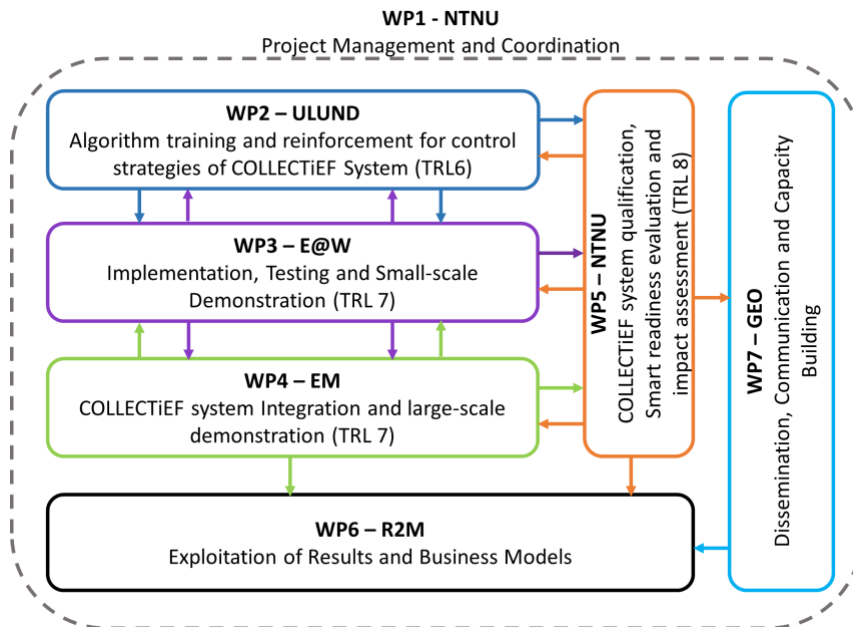 WP1 - NTNU
Project Management and Coordination
WP2 – ULUND
Algorithm training and reinforcement for control
strategies of COLLECTiEF System (TRL6)
WP3 – E@W
Implementation, Testing and Small-scale
Demonstration (TRL 7)
WP4 – EM
COLLECTiEF system Integration and large-scale
demonstration (TRL 7)
WP5 – NTNU
COLLECTiEF system qualification,
Smart readiness evaluation and
impact assessment (TRL 8)
WP7 – GEO
Dissemination, Communication and Capacity
Building
WP6 – R2M
Exploitation of Results and Business Models